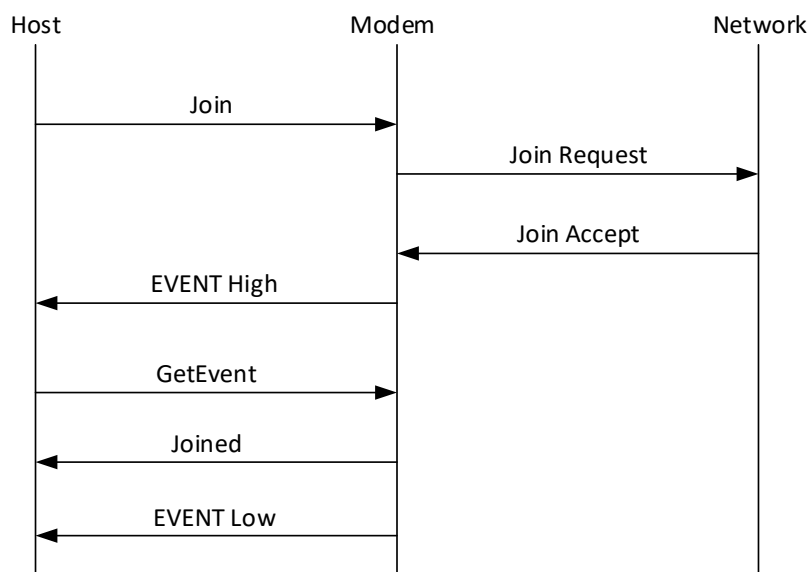 Host
Modem
Network
Join
Join Request
Join Accept
EVENT High
GetEvent
Joined
EVENT Low